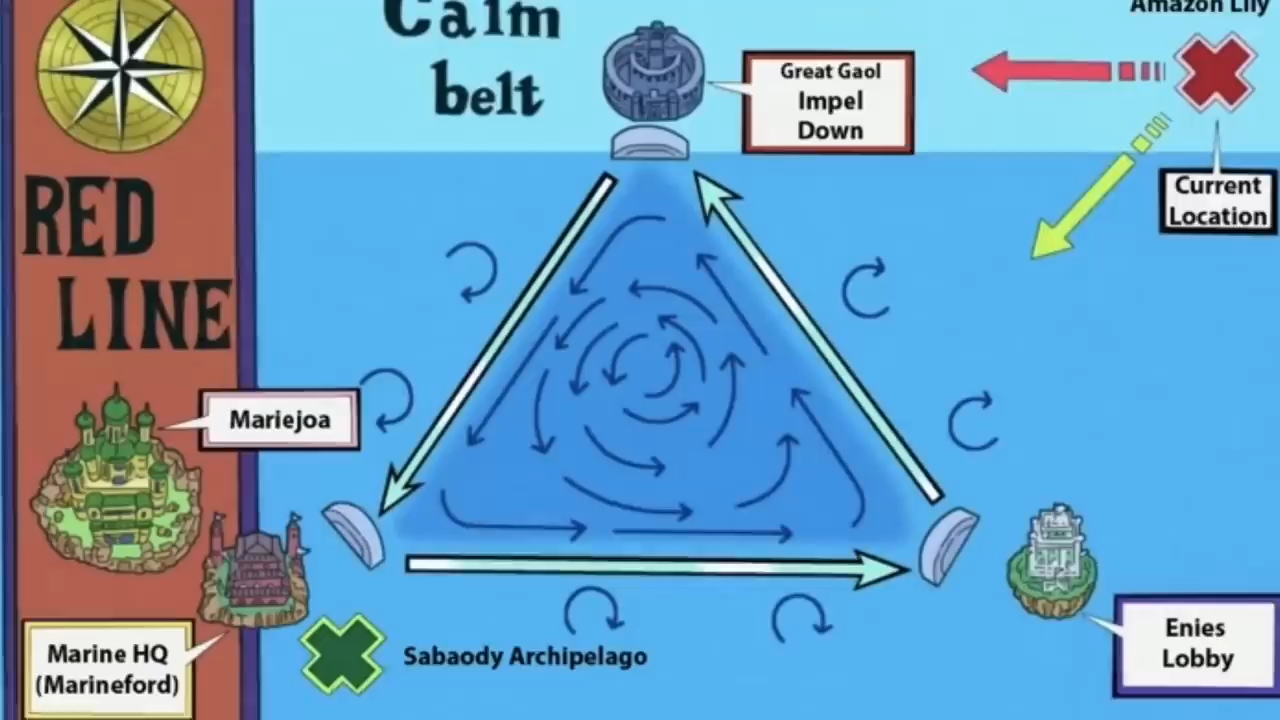 Calm
belt
Amazon Lily
Great Gaol
Impel
Down
Current
Location
RED
LINE
Mariejoa
Marine HQ
(Marineford)
Sabaody Archipelago
Enies
Lobby